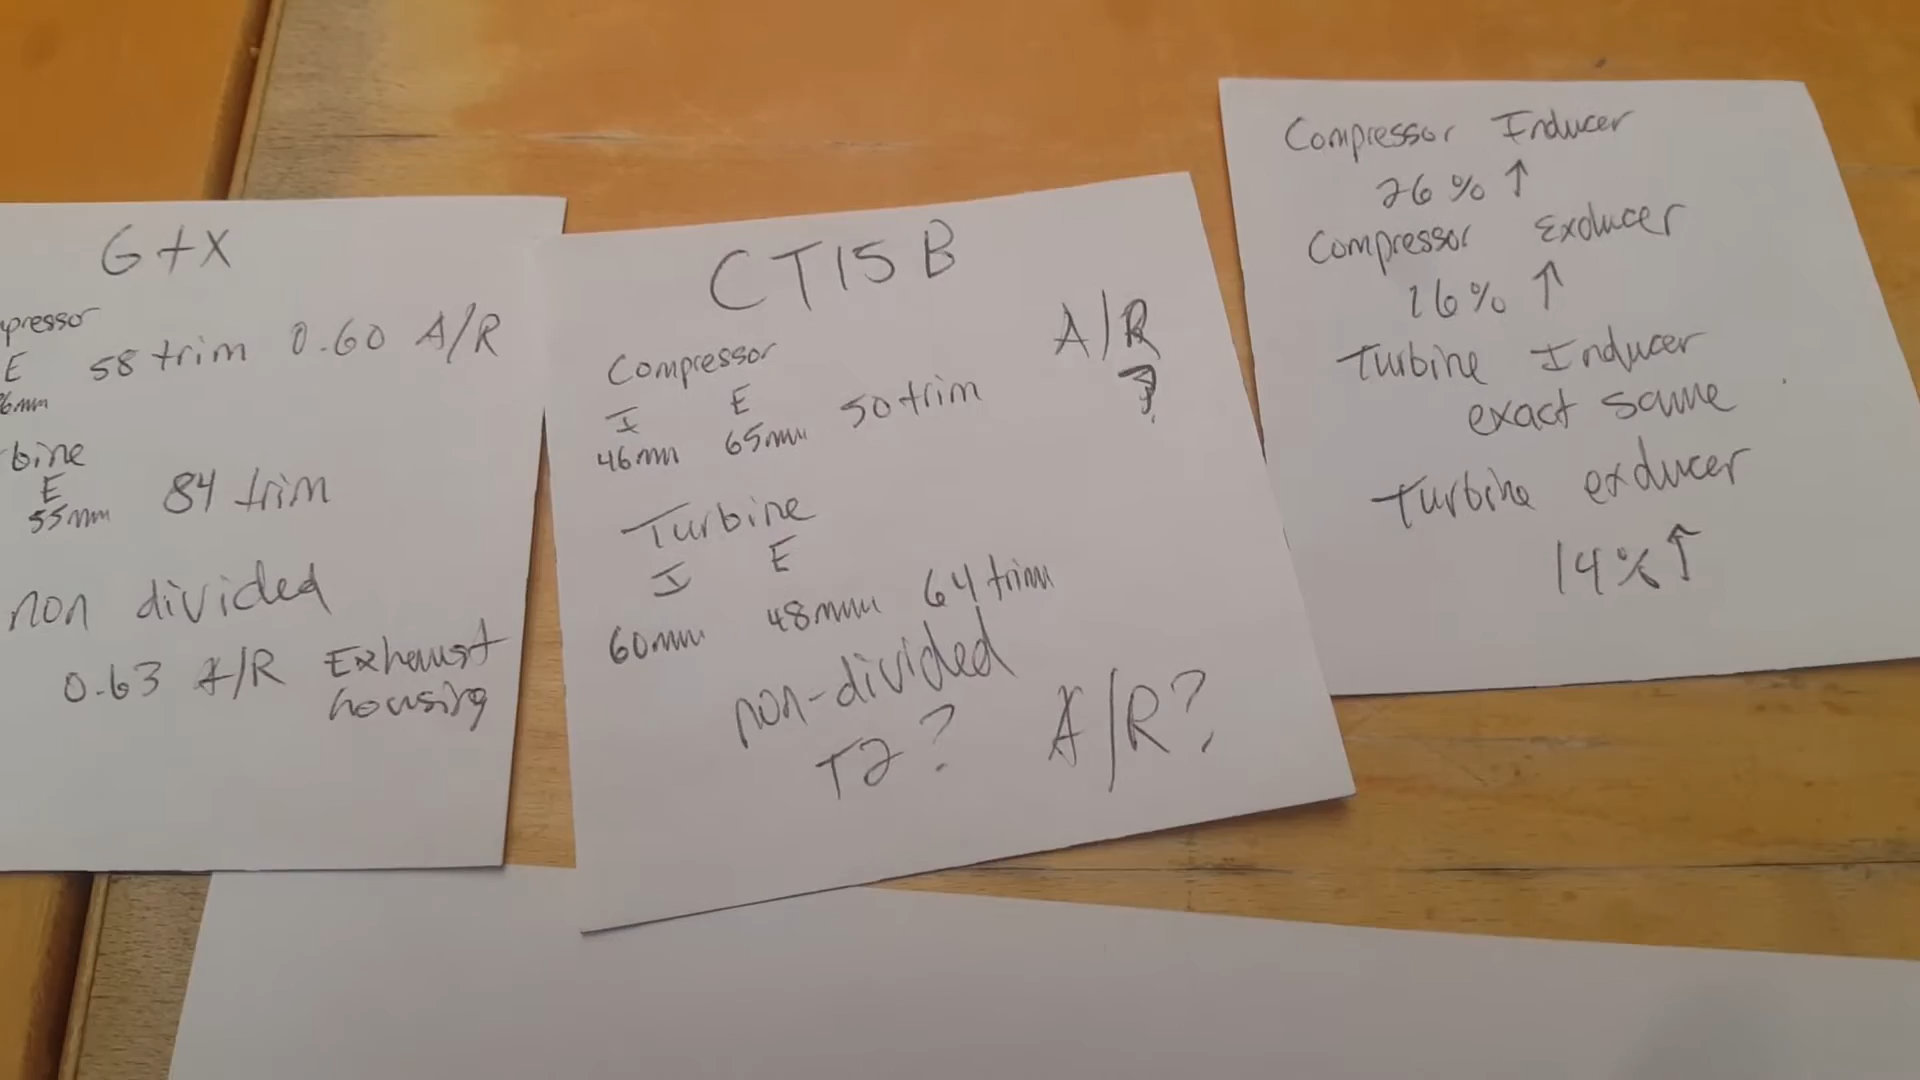 GtX
pressor
E 58 trim 0.60 A/R
6mm
bine
E 84 trim
55mm
non divided
0.63 A/R Exhaust
housing
CT15B
Compressor A/R
I E 50 trim ?
46mm 65mm
Turbine
I E
60mm 48mm 64 trim
non-divided
T2? A/R?
Compressor Inducer
26% ↑
Compressor Exducer
16% ↑
Turbine Inducer
exact same
Turbine exducer
14% ↑